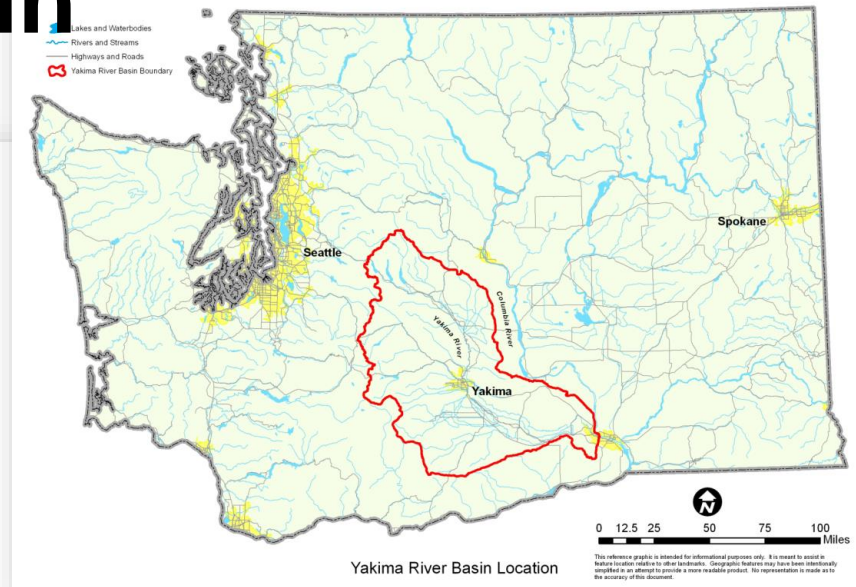 in
Lakes and Waterbodies
Rivers and Streams
Highways and Roads
Yakima River Basin Boundary
Seattle
Spokane
Columbia River
Yakima River
Yakima
N
0 12.5 25 50 75 100
Miles
Yakima River Basin Location
This reference graphic is intended for informational purposes only. It is meant to assist in
feature location relative to other landmarks. Geographic features may have been intentionally
simplified in an attempt to provide a more readable product. No representation is made as to
the accuracy of this document.